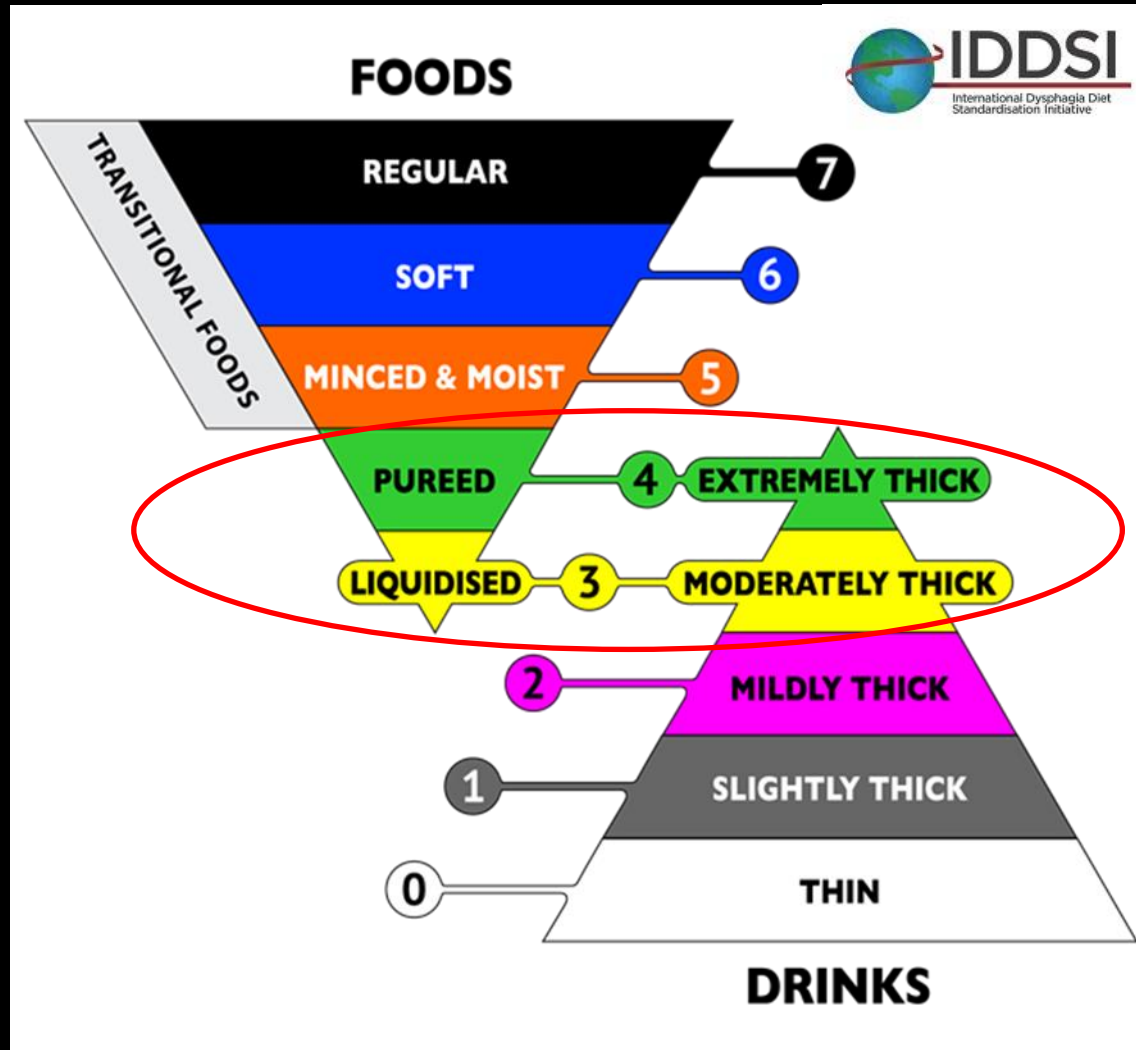 IDDSI
International Dysphagia Diet
Standardisation Initiative
FOODS
TRANSITIONAL FOODS
REGULAR
7
SOFT
6
MINCED & MOIST
5
PUREED
4
EXTREMELY THICK
LIQUIDISED
3
MODERATELY THICK
2
MILDLY THICK
1
SLIGHTLY THICK
0
THIN
DRINKS